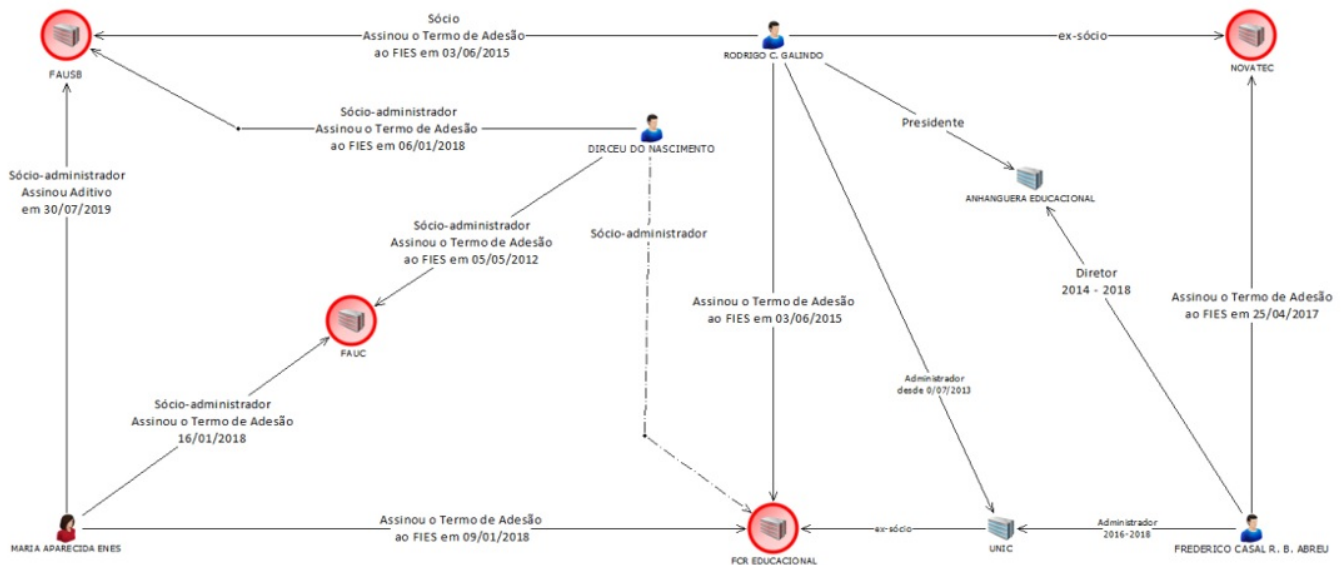 Sócio
Assinou o Termo de Adesão
ao FIES em 03/06/2015
FAUSB
RODRIGO C. GALINDO
ex-sócio
NOVATEC
Sócio-administrador
Assinou o Termo de Adesão
ao FIES em 06/01/2018
DIRCEU DO NASCIMENTO
Presidente
ANHANGUERA EDUCACIONAL
Sócio-administrador
Assinou Aditivo
em 30/07/2019
Sócio-administrador
Assinou o Termo de Adesão
ao FIES em 05/05/2012
Sócio-administrador
Diretor
2014 - 2018
Assinou o Termo de Adesão
ao FIES em 03/06/2015
Assinou o Termo de Adesão
ao FIES em 25/04/2017
FAUC
Administrador
desde 0/07/2013
Sócio-administrador
Assinou o Termo de Adesão
16/01/2018
MARIA APARECIDA ENES
Assinou o Termo de Adesão
ao FIES em 09/01/2018
FCR EDUCACIONAL
ex-sócio
UNIC
Administrador
2016-2018
FREDERICO CASAL R. B. ABREU